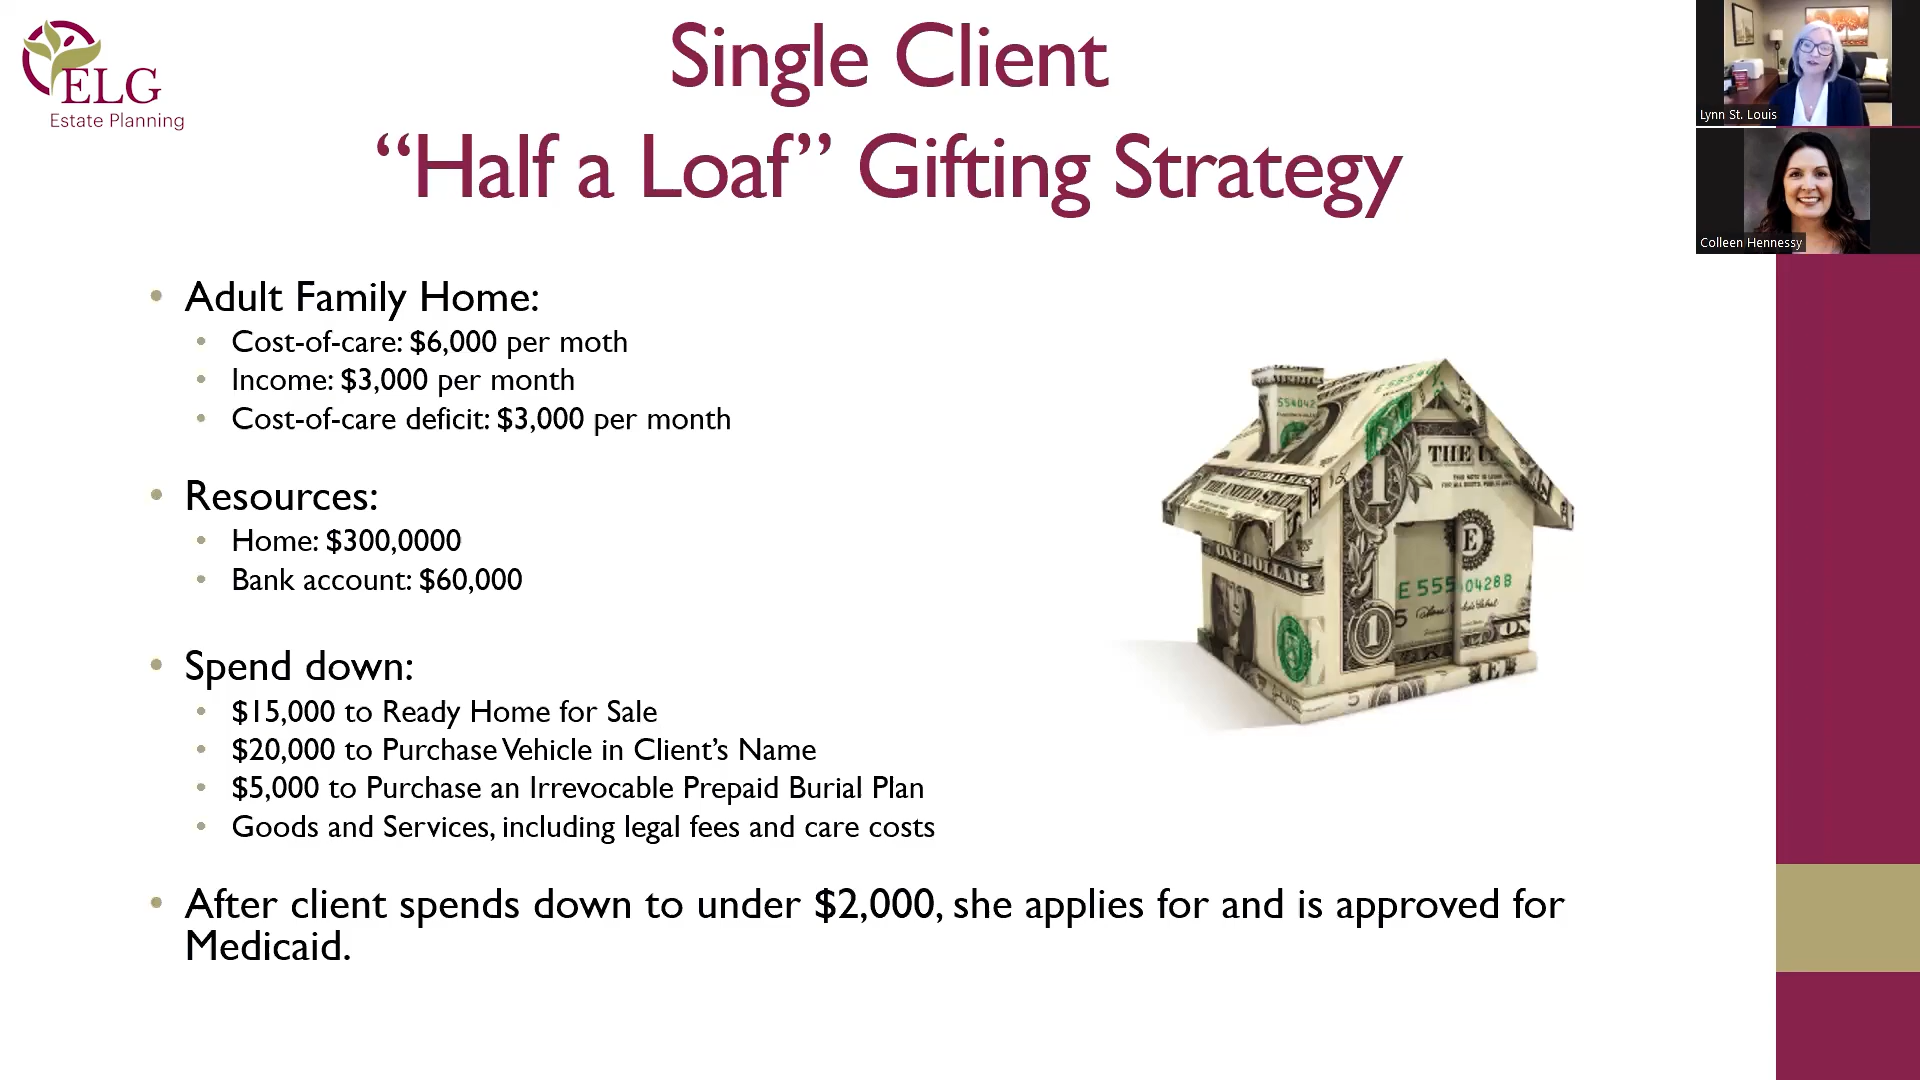 ELG
Estate Planning
Single Client
“Half a Loaf” Gifting Strategy
Lynn St. Louis
Colleen Hennessy
• Adult Family Home:
• Cost-of-care: $6,000 per moth
• Income: $3,000 per month
• Cost-of-care deficit: $3,000 per month
• Resources:
• Home: $300,0000
• Bank account: $60,000
• Spend down:
• $15,000 to Ready Home for Sale
• $20,000 to Purchase Vehicle in Client’s Name
• $5,000 to Purchase an Irrevocable Prepaid Burial Plan
• Goods and Services, including legal fees and care costs
• After client spends down to under $2,000, she applies for and is approved for
Medicaid.
THE UNITED STATES
ONE DOLLAR